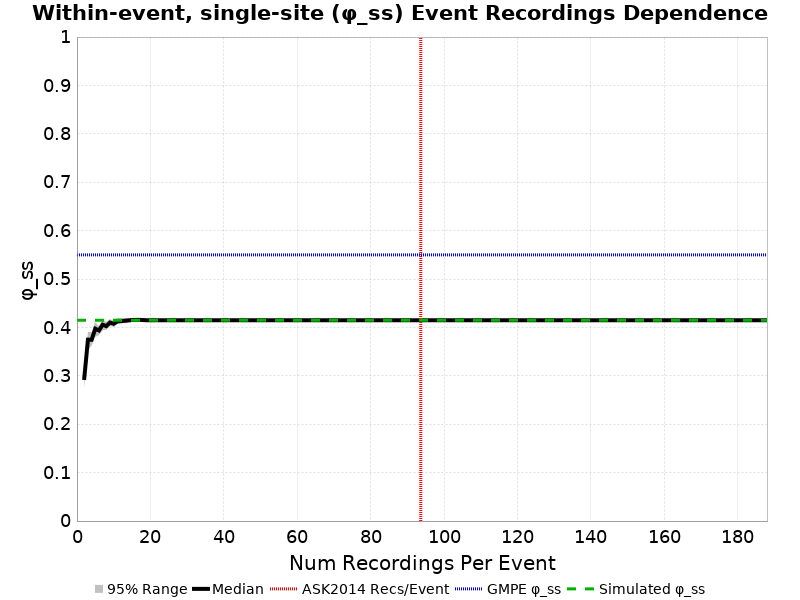 Within-event, single-site (φ_ss) Event Recordings Dependence
1
0.9
0.8
0.7
0.6
0.5
0.4
0.3
0.2
0.1
0
φ_ss
0 20 40 60 80 100 120 140 160 180
Num Recordings Per Event
95% Range Median ASK2014 Recs/Event GMPE φ_ss Simulated φ_ss